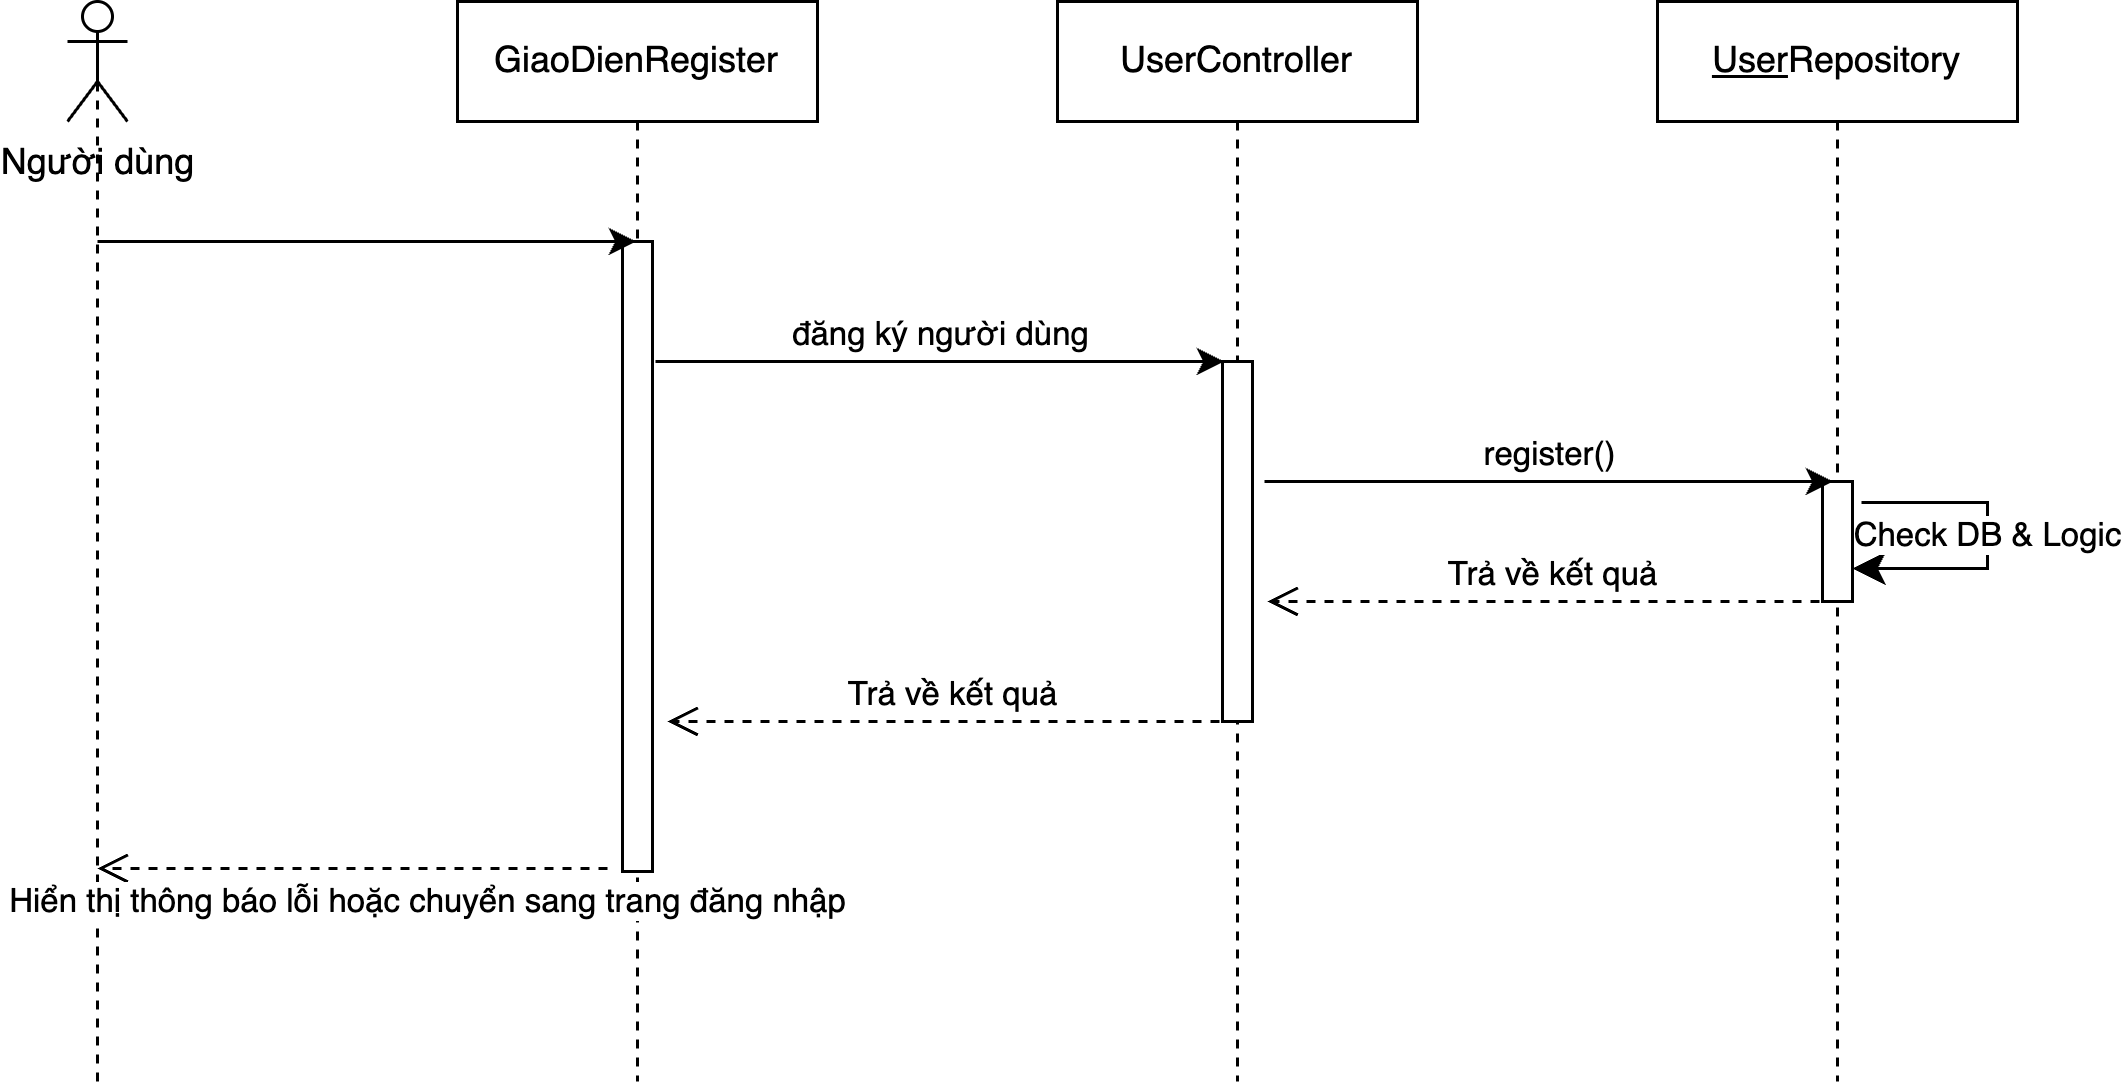 GiaoDienRegister
UserController
UserRepository
Người dùng
đăng ký người dùng
register()
Check DB & Logic
Trả về kết quả
Trả về kết quả
Hiển thị thông báo lỗi hoặc chuyển sang trang đăng nhập